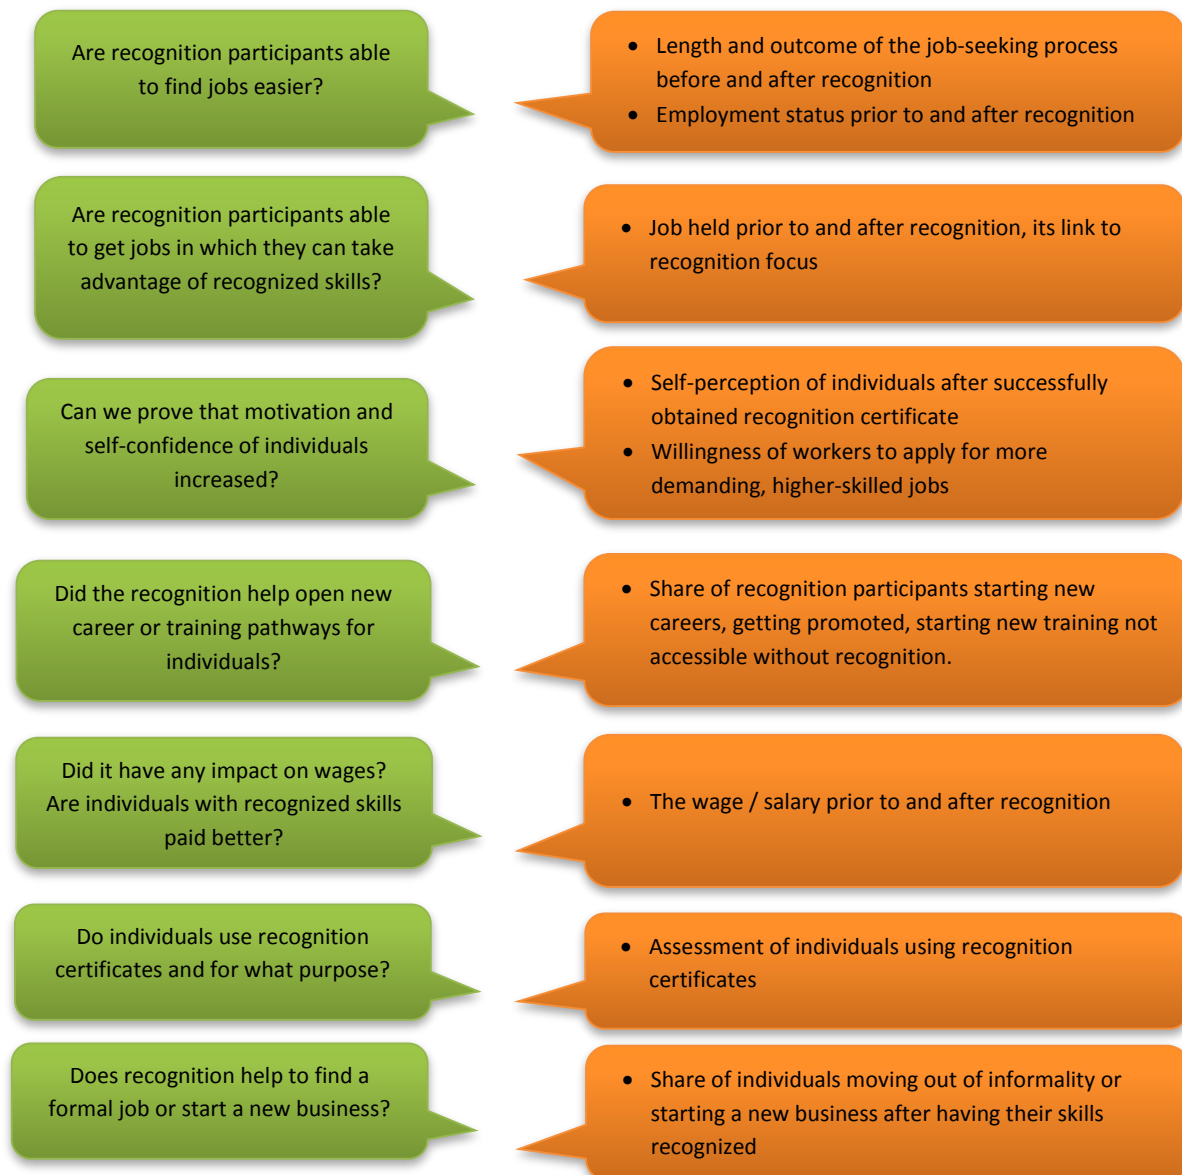 Are recognition participants able
to find jobs easier?
• Length and outcome of the job-seeking process
before and after recognition
• Employment status prior to and after recognition
Are recognition participants able
to get jobs in which they can take
advantage of recognized skills?
• Job held prior to and after recognition, its link to
recognition focus
Can we prove that motivation and
self-confidence of individuals
increased?
• Self-perception of individuals after successfully
obtained recognition certificate
• Willingness of workers to apply for more
demanding, higher-skilled jobs
Did the recognition help open new
career or training pathways for
individuals?
• Share of recognition participants starting new
careers, getting promoted, starting new training not
accessible without recognition.
Did it have any impact on wages?
Are individuals with recognized skills
paid better?
• The wage / salary prior to and after recognition
Do individuals use recognition
certificates and for what purpose?
• Assessment of individuals using recognition
certificates
Does recognition help to find a
formal job or start a new business?
• Share of individuals moving out of informality or
starting a new business after having their skills
recognized